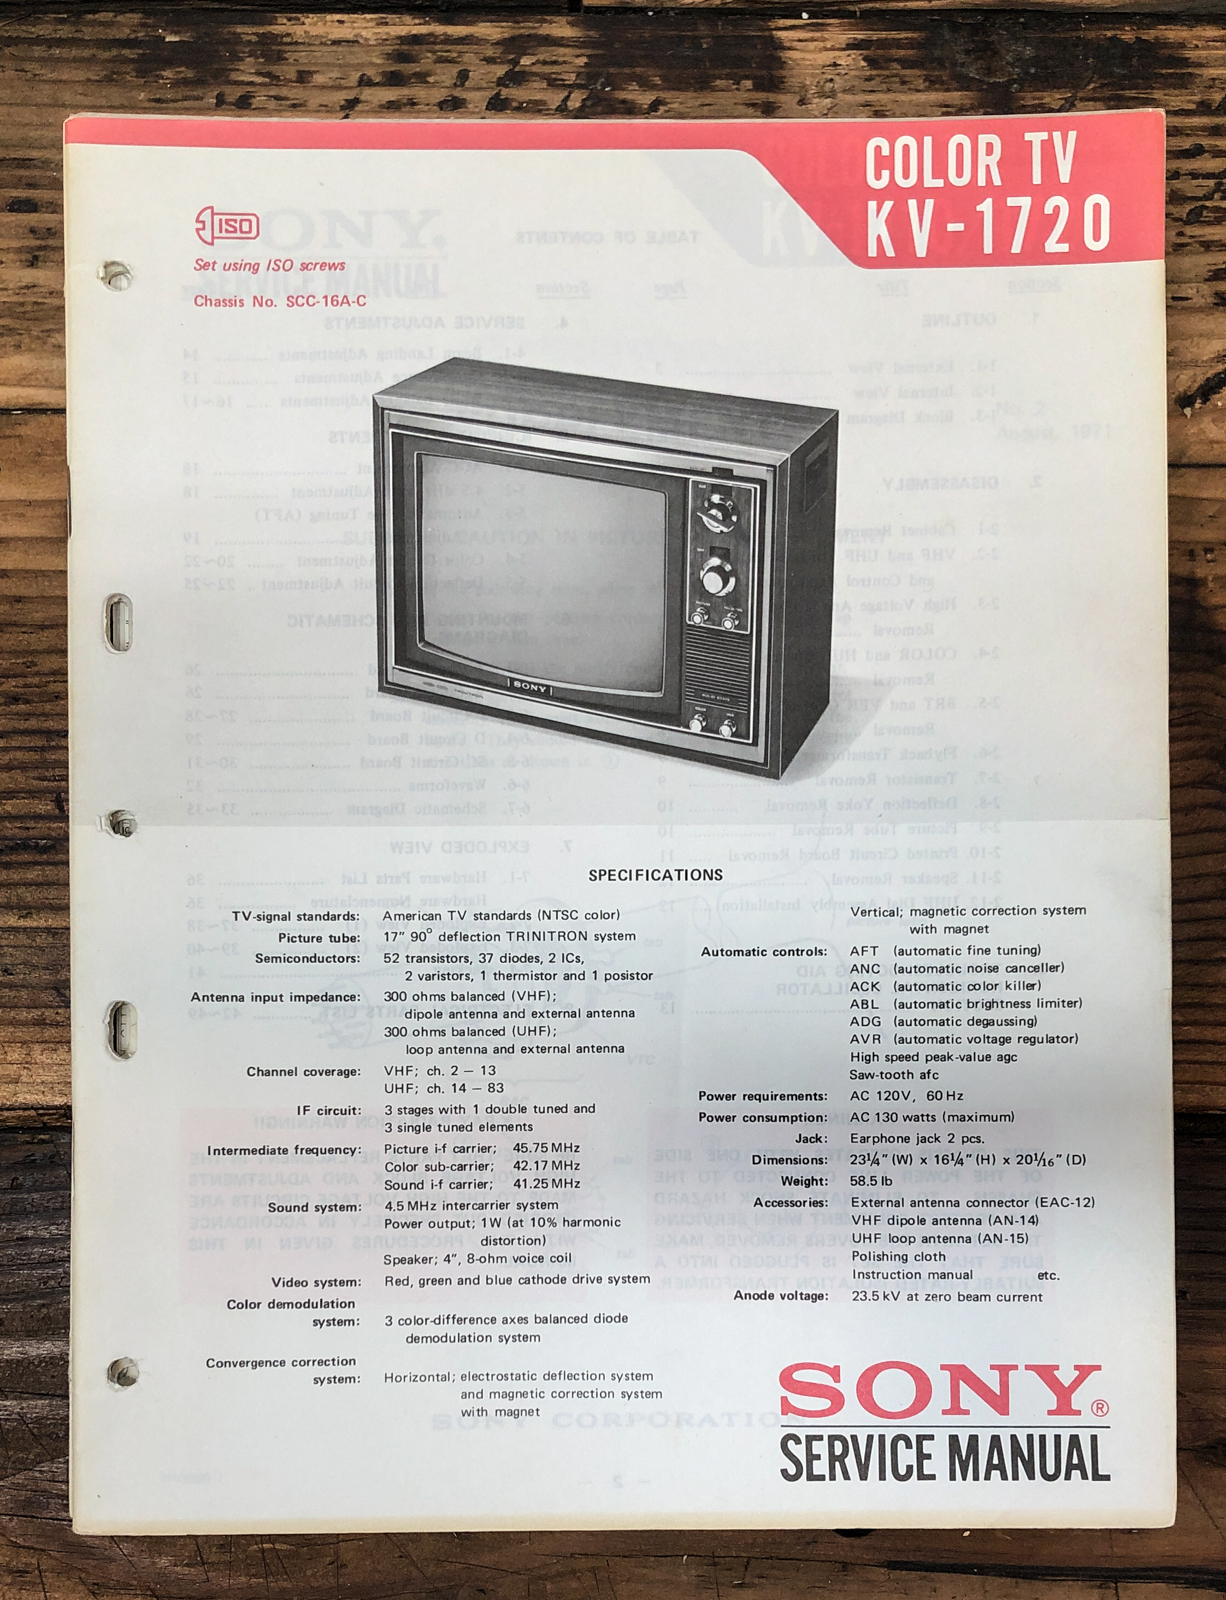 COLOR TV
KV-1720
ISO
Set using ISO screws
Chassis No. SCC-16A-C
SONY
SPECIFICATIONS
TV-signal standards: American TV standards (NTSC color)
Picture tube: 17" 90° deflection TRINITRON system
Semiconductors: 52 transistors, 37 diodes, 2 ICs,
2 varistors, 1 thermistor and 1 posistor
Antenna input impedance: 300 ohms balanced (VHF);
dipole antenna and external antenna
300 ohms balanced (UHF);
loop antenna and external antenna
Channel coverage: VHF; ch. 2 – 13
UHF; ch. 14 – 83
IF circuit: 3 stages with 1 double tuned and
3 single tuned elements
Intermediate frequency: Picture i-f carrier; 45.75 MHz
Color sub-carrier; 42.17 MHz
Sound i-f carrier; 41.25 MHz
Sound system: 4.5 MHz intercarrier system
Power output; 1W (at 10% harmonic
distortion)
Speaker; 4", 8-ohm voice coil
Video system: Red, green and blue cathode drive system
Color demodulation
system: 3 color-difference axes balanced diode
demodulation system
Convergence correction
system: Horizontal; electrostatic deflection system
and magnetic correction system
with magnet
Vertical; magnetic correction system
with magnet
Automatic controls: AFT (automatic fine tuning)
ANC (automatic noise canceller)
ACK (automatic color killer)
ABL (automatic brightness limiter)
ADG (automatic degaussing)
AVR (automatic voltage regulator)
High speed peak-value agc
Saw-tooth afc
Power requirements: AC 120V, 60 Hz
Power consumption: AC 130 watts (maximum)
Jack: Earphone jack 2 pcs.
Dimensions: 23¼" (W) x 16¼" (H) x 20 1/16" (D)
Weight: 58.5 lb
Accessories: External antenna connector (EAC-12)
VHF dipole antenna (AN-14)
UHF loop antenna (AN-15)
Polishing cloth
Instruction manual etc.
Anode voltage: 23.5 kV at zero beam current
SONY®
SERVICE MANUAL